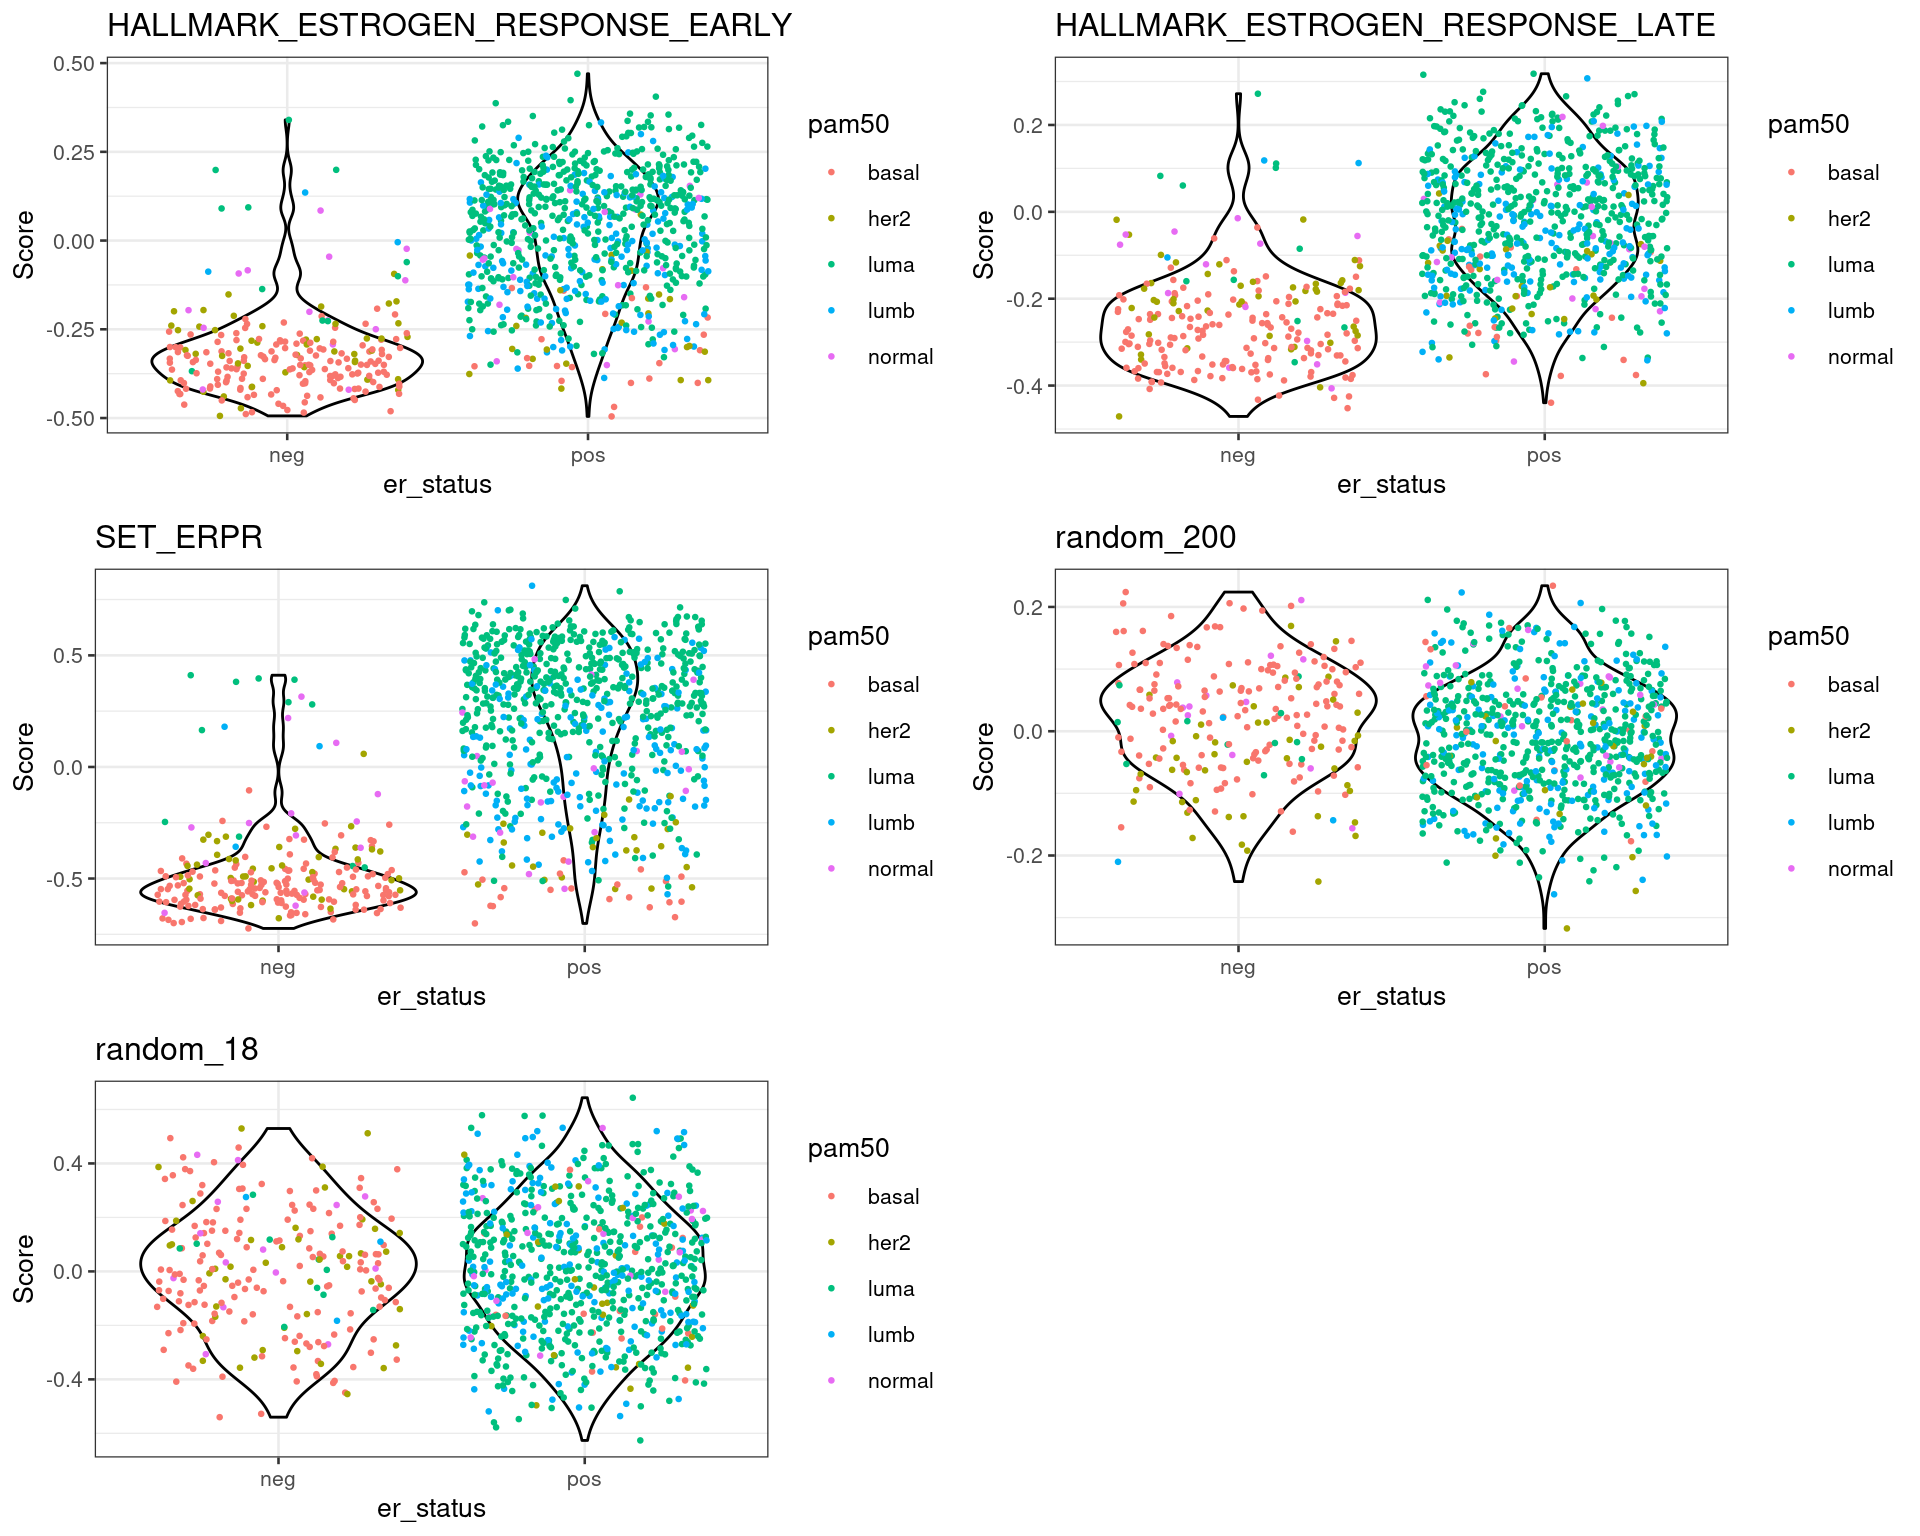 HALLMARK_ESTROGEN_RESPONSE_EARLY
0.50
0.25
0.00
-0.25
-0.50
Score
neg
pos
er_status
pam50
basal
her2
luma
lumb
normal
HALLMARK_ESTROGEN_RESPONSE_LATE
0.2
0.0
-0.2
-0.4
Score
neg
pos
er_status
pam50
basal
her2
luma
lumb
normal
SET_ERPR
0.5
0.0
-0.5
Score
neg
pos
er_status
pam50
basal
her2
luma
lumb
normal
random_200
0.2
0.0
-0.2
Score
neg
pos
er_status
pam50
basal
her2
luma
lumb
normal
random_18
0.4
0.0
-0.4
Score
neg
pos
er_status
pam50
basal
her2
luma
lumb
normal